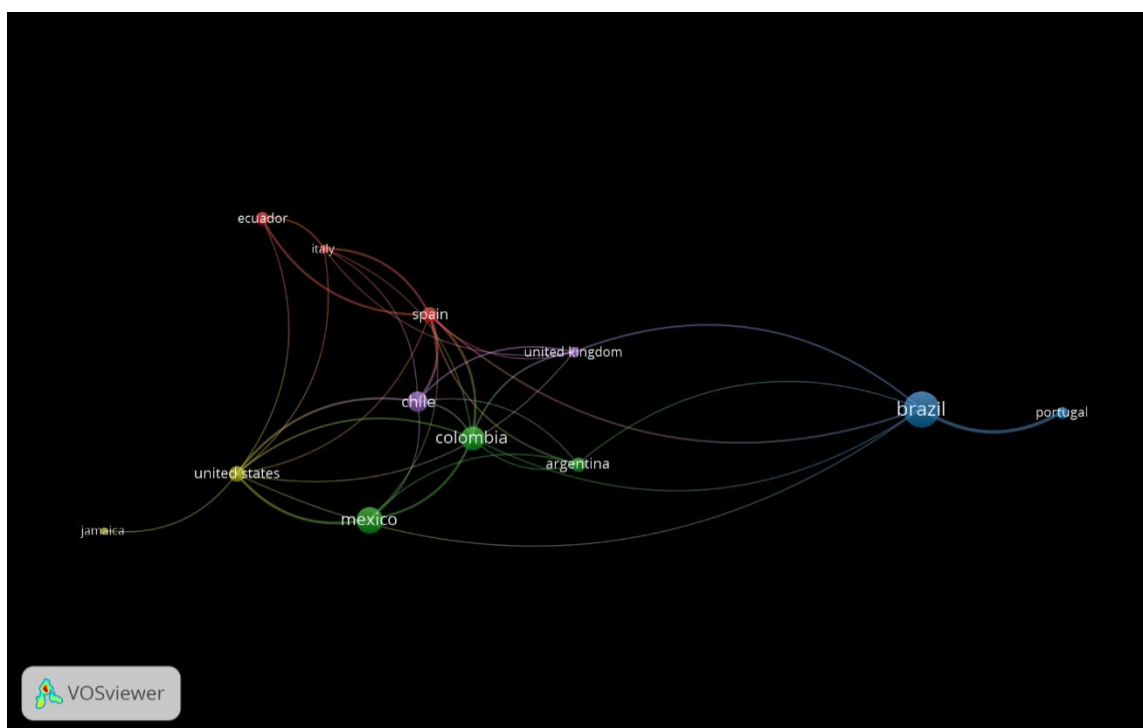 ecuador
italy
spain
united kingdom
chile
brazil
portugal
colombia
argentina
united states
mexico
jamaica
VOSviewer